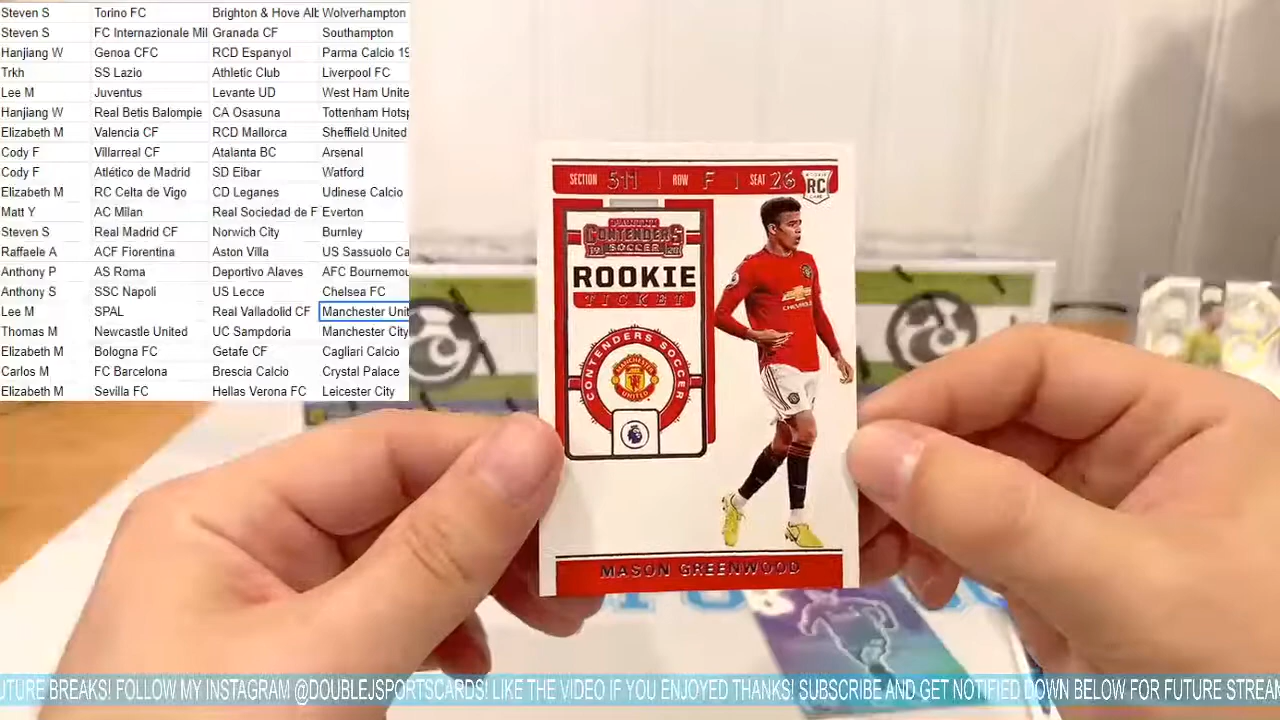 Steven S Torino FC Brighton & Hove Alb Wolverhampton
Steven S FC Internazionale Mil Granada CF Southampton
Hanjiang W Genoa CFC RCD Espanyol Parma Calcio 19
Trkh SS Lazio Athletic Club Liverpool FC
Lee M Juventus Levante UD West Ham Unite
Hanjiang W Real Betis Balompie CA Osasuna Tottenham Hotsp
Elizabeth M Valencia CF RCD Mallorca Sheffield United
Cody F Villarreal CF Atalanta BC Arsenal
Cody F Atlético de Madrid SD Eibar Watford
Elizabeth M RC Celta de Vigo CD Leganes Udinese Calcio
Matt Y AC Milan Real Sociedad de F Everton
Steven S Real Madrid CF Norwich City Burnley
Raffaele A ACF Fiorentina Aston Villa US Sassuolo Ca
Anthony P AS Roma Deportivo Alaves AFC Bournemou
Anthony S SSC Napoli US Lecce Chelsea FC
Lee M SPAL Real Valladolid CF Manchester Unit
Thomas M Newcastle United UC Sampdoria Manchester City
Elizabeth M Bologna FC Getafe CF Cagliari Calcio
Carlos M FC Barcelona Brescia Calcio Crystal Palace
Elizabeth M Sevilla FC Hellas Verona FC Leicester City
SECTION 511 | ROW F | SEAT 26
RC
CONTENDERS
19 SOCCER 20
ROOKIE
TICKET
CONTENDERS SOCCER
MANCHESTER
UNITED
CHEVROLET
MASON GREENWOOD
UTURE BREAKS! FOLLOW MY INSTAGRAM @DOUBLEJSPORTSCARDS! LIKE THE VIDEO IF YOU ENJOYED THANKS! SUBSCRIBE AND GET NOTIFIED DOWN BELOW FOR FUTURE STREAM